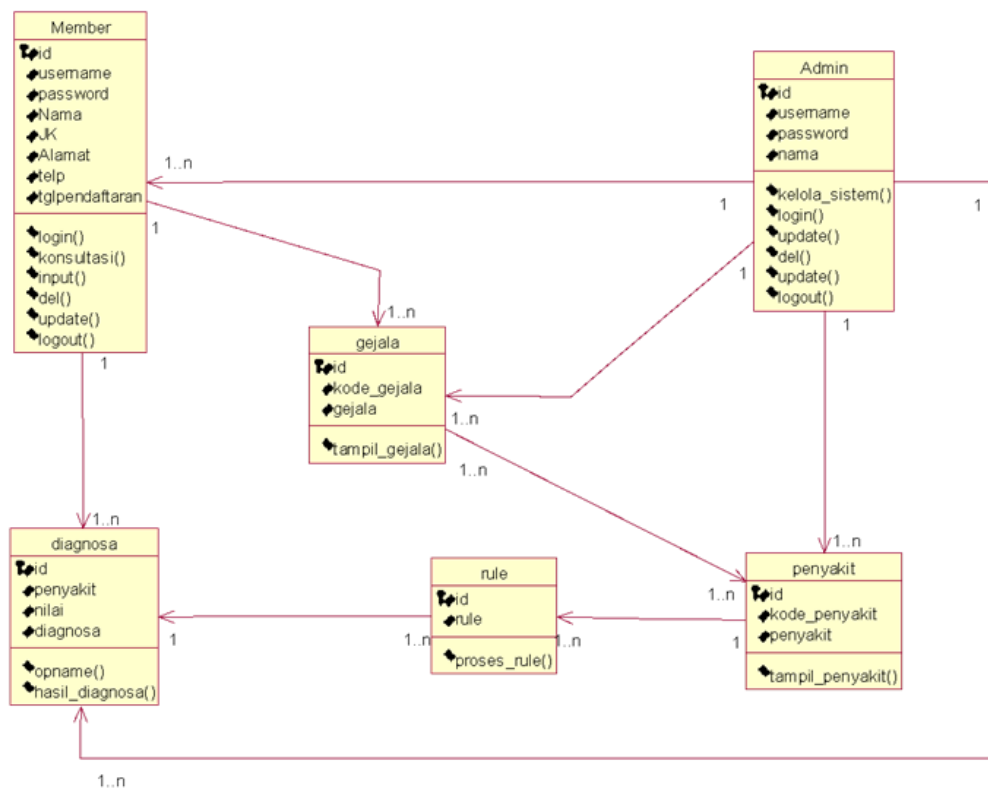 Member
id
username
password
Nama
JK
Alamat
telp
tglpendaftaran
login()
konsultasi()
input()
del()
update()
logout()
Admin
id
username
password
nama
kelola_sistem()
login()
update()
del()
update()
logout()
1..n
1
1
1
1
1
1
1..n
gejala
id
kode_gejala
gejala
tampil_gejala()
1..n
1..n
1..n
1..n
diagnosa
id
penyakit
nilai
diagnosa
opname()
hasil_diagnosa()
rule
id
rule
proses_rule()
penyakit
id
kode_penyakit
penyakit
tampil_penyakit()
1..n
1
1..n
1..n
1
1..n